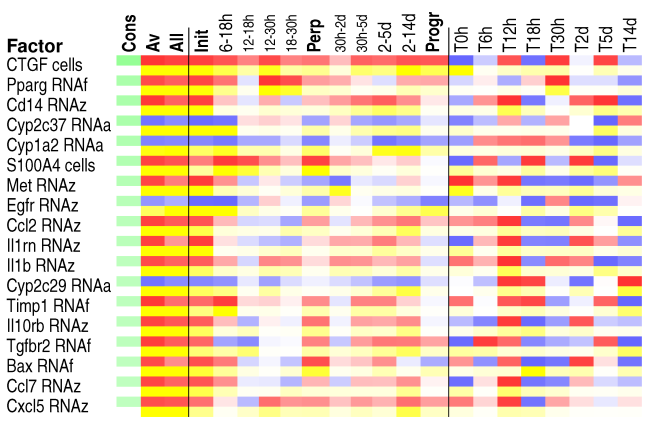 Factor Cons Av All Init 6-18h 12-18h 12-30h 18-30h Perp 30h-2d 30h-5d 2-5d 2-14d Progr T0h T6h T12h T18h T30h T2d T5d T14d
CTGF cells
Pparg RNAf
Cd14 RNAz
Cyp2c37 RNAa
Cyp1a2 RNAa
S100A4 cells
Met RNAz
Egfr RNAz
Ccl2 RNAz
Il1rn RNAz
Il1b RNAz
Cyp2c29 RNAa
Timp1 RNAf
Il10rb RNAz
Tgfbr2 RNAf
Bax RNAf
Ccl7 RNAz
Cxcl5 RNAz